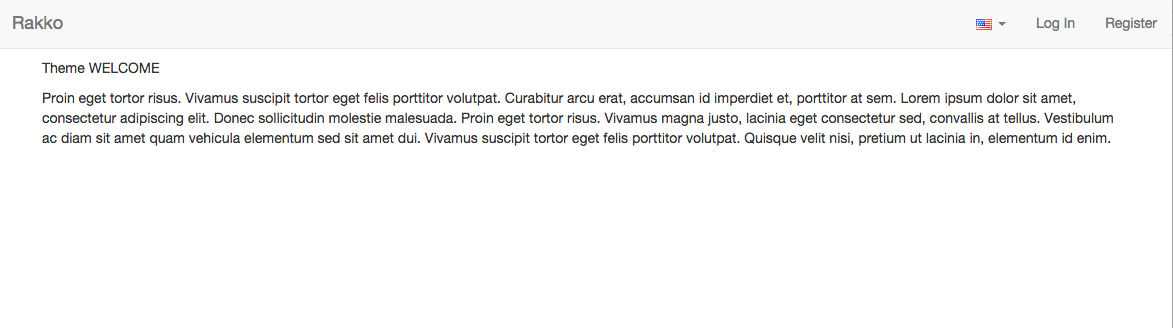 Rakko
Log In
Register
Theme WELCOME
Proin eget tortor risus. Vivamus suscipit tortor eget felis porttitor volutpat. Curabitur arcu erat, accumsan id imperdiet et, porttitor at sem. Lorem ipsum dolor sit amet,
consectetur adipiscing elit. Donec sollicitudin molestie malesuada. Proin eget tortor risus. Vivamus magna justo, lacinia eget consectetur sed, convallis at tellus. Vestibulum
ac diam sit amet quam vehicula elementum sed sit amet dui. Vivamus suscipit tortor eget felis porttitor volutpat. Quisque velit nisi, pretium ut lacinia in, elementum id enim.